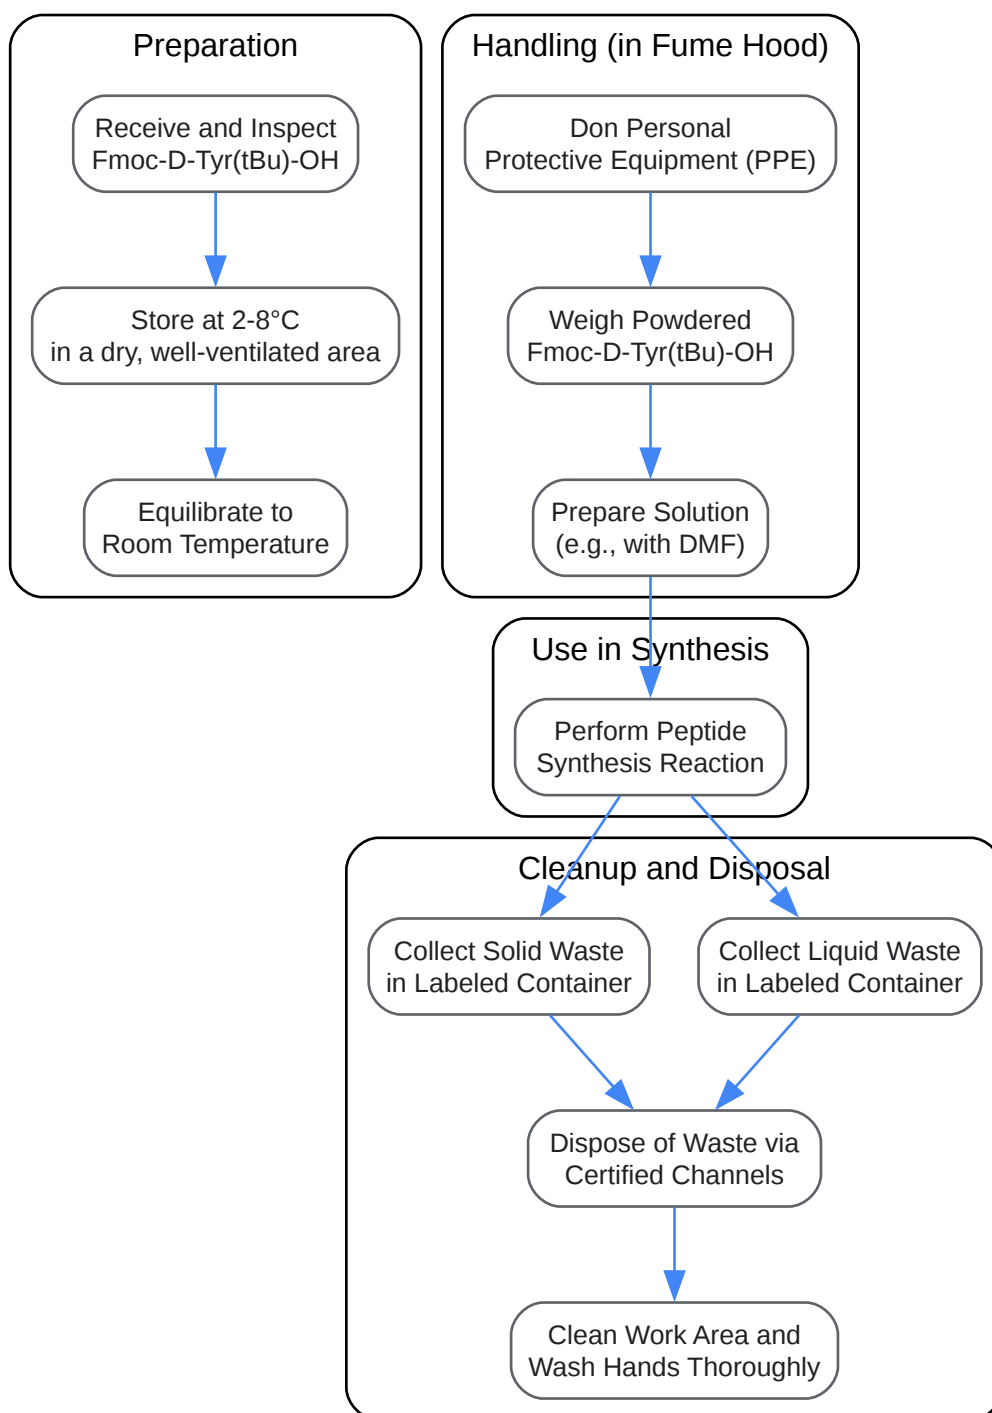 Preparation
Receive and Inspect
Fmoc-D-Tyr(tBu)-OH
Store at 2-8°C
in a dry, well-ventilated area
Equilibrate to
Room Temperature
Handling (in Fume Hood)
Don Personal
Protective Equipment (PPE)
Weigh Powdered
Fmoc-D-Tyr(tBu)-OH
Prepare Solution
(e.g., with DMF)
Use in Synthesis
Perform Peptide
Synthesis Reaction
Cleanup and Disposal
Collect Solid Waste
in Labeled Container
Collect Liquid Waste
in Labeled Container
Dispose of Waste via
Certified Channels
Clean Work Area and
Wash Hands Thoroughly